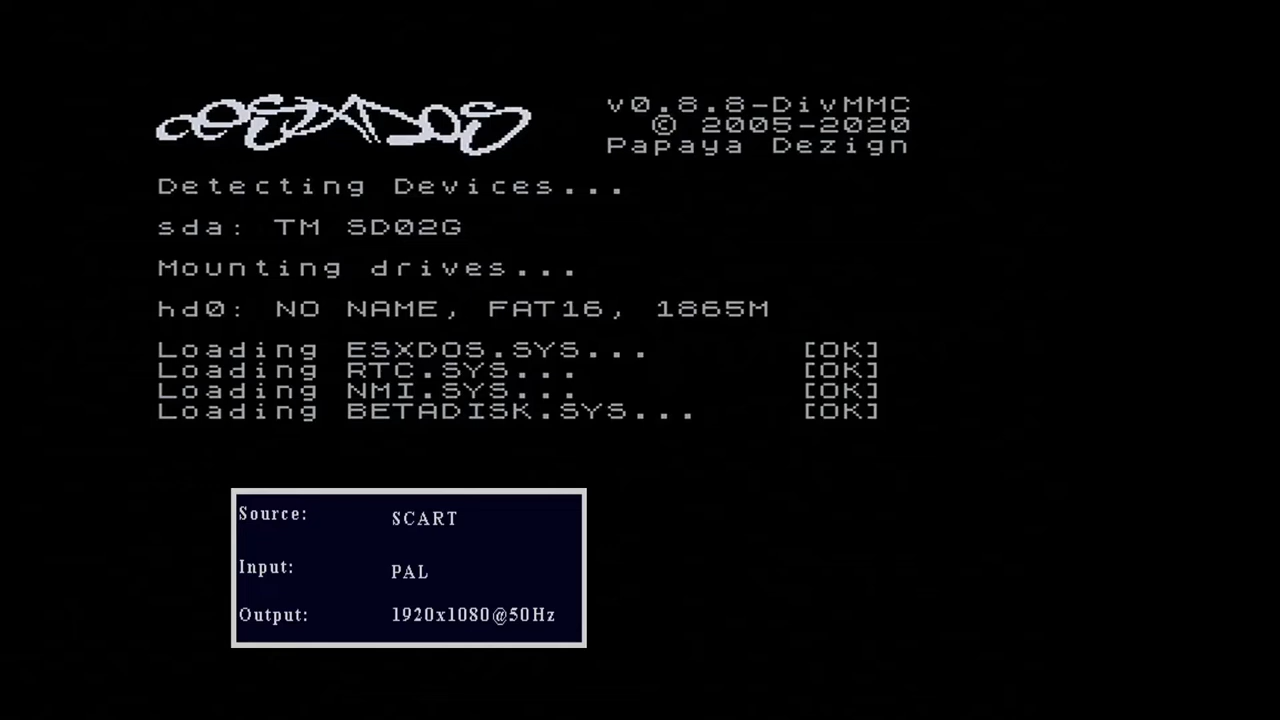 esxDOS
v0.8.8-DivMMC
© 2005-2020
Papaya Dezign
Detecting Devices...
sda: TM SD02G
Mounting drives...
hd0: NO NAME, FAT16, 1865M
Loading ESXDOS.SYS... [OK]
Loading RTC.SYS... [OK]
Loading NMI.SYS... [OK]
Loading BETADISK.SYS... [OK]
Source: SCART
Input: PAL
Output: 1920x1080@50Hz